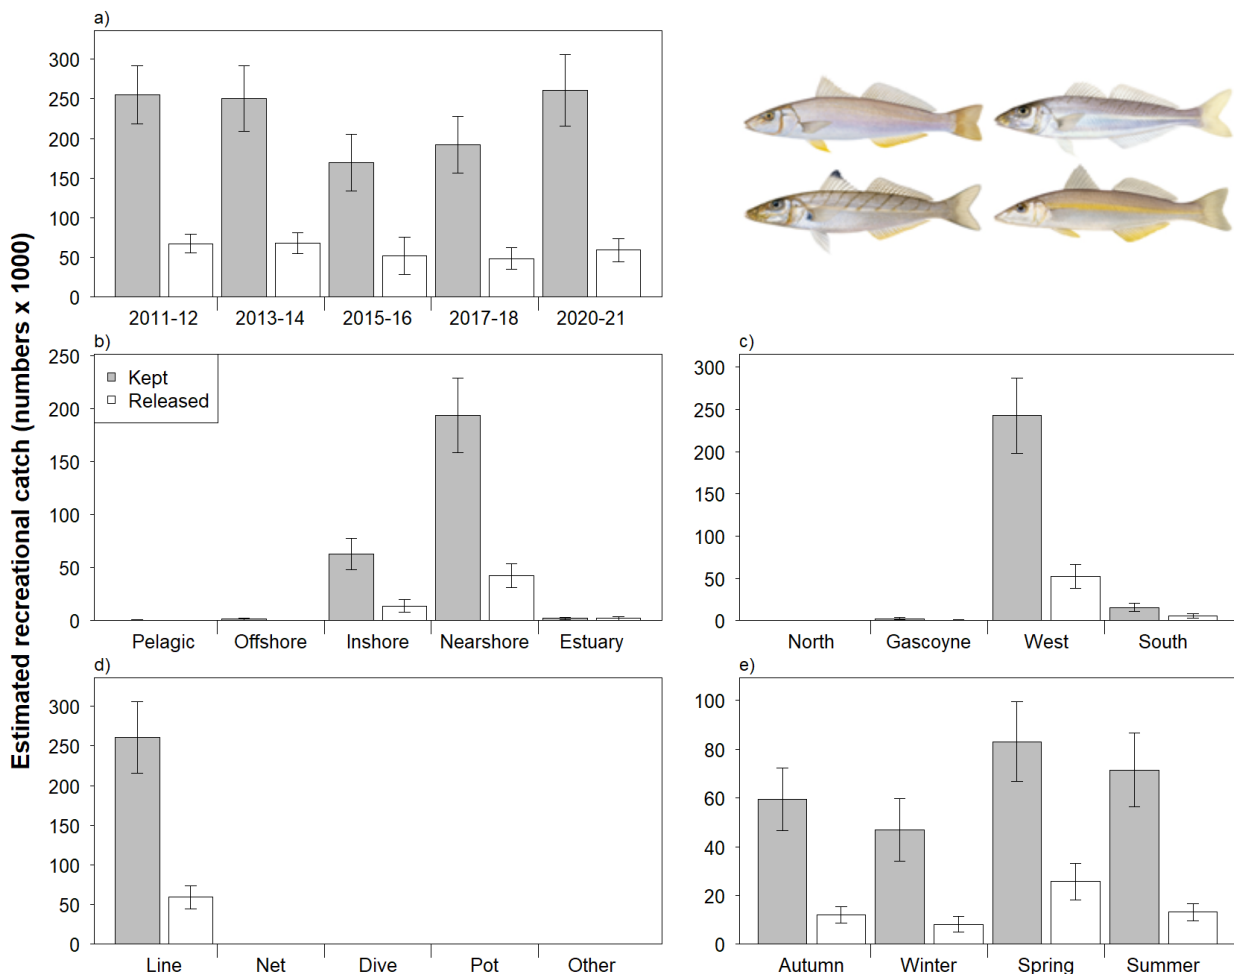 a)
300
250
200
150
100
50
0
2011-12 2013-14 2015-16 2017-18 2020-21
Estimated recreational catch (numbers x 1000)
b)
250
200
150
100
50
0
Kept
Released
Pelagic Offshore Inshore Nearshore Estuary
c)
300
250
200
150
100
50
0
North Gascoyne West South
d)
300
250
200
150
100
50
0
Line Net Dive Pot Other
e)
100
80
60
40
20
0
Autumn Winter Spring Summer